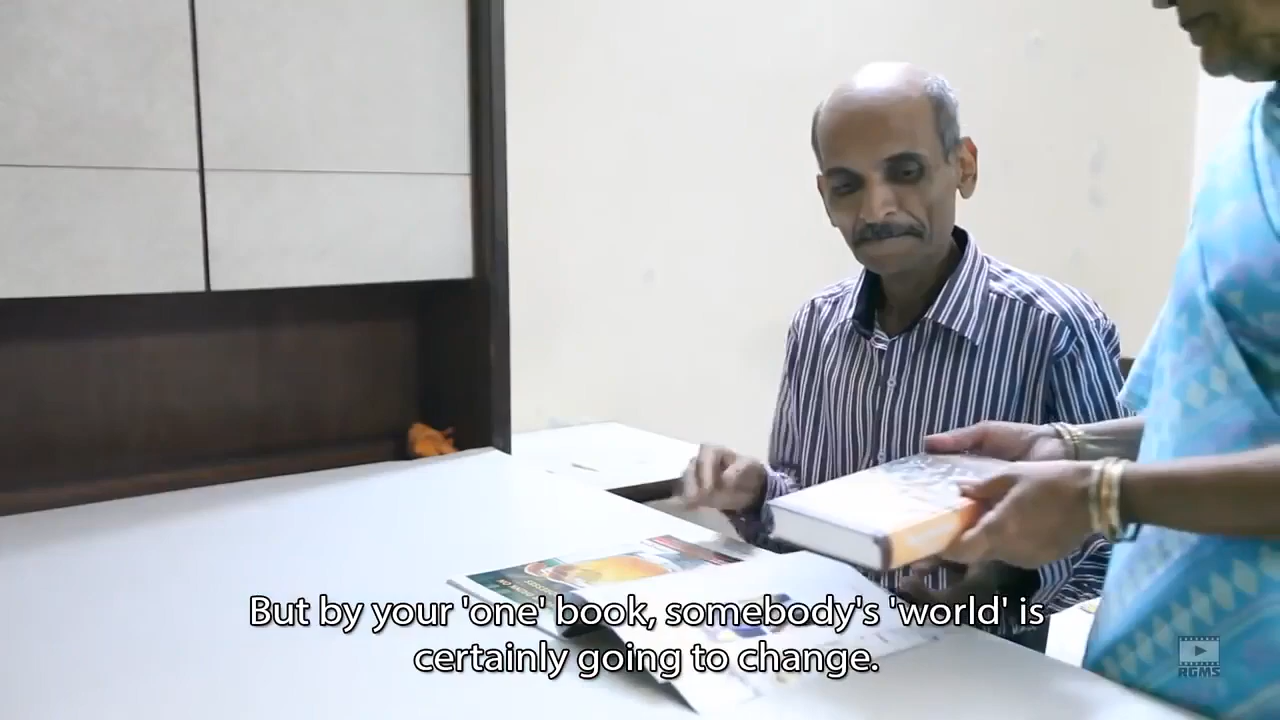 But by your 'one' book, somebody's 'world' is
certainly going to change.
RGMS